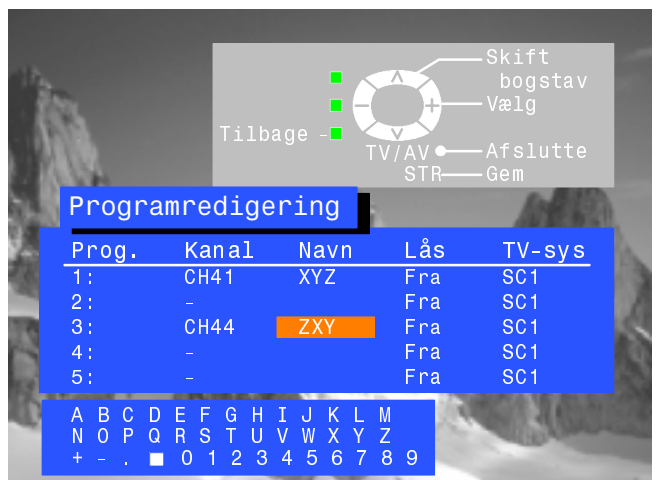 Skift
bogstav
Vælg
Tilbage
TV/AV Afslutte
STR Gem
Programredigering
Prog. Kanal Navn Lås TV-sys
1: CH41 XYZ Fra SC1
2: - Fra SC1
3: CH44 ZXY Fra SC1
4: - Fra SC1
5: - Fra SC1
A B C D E F G H I J K L M
N O P Q R S T U V W X Y Z
+ - . ■ 0 1 2 3 4 5 6 7 8 9